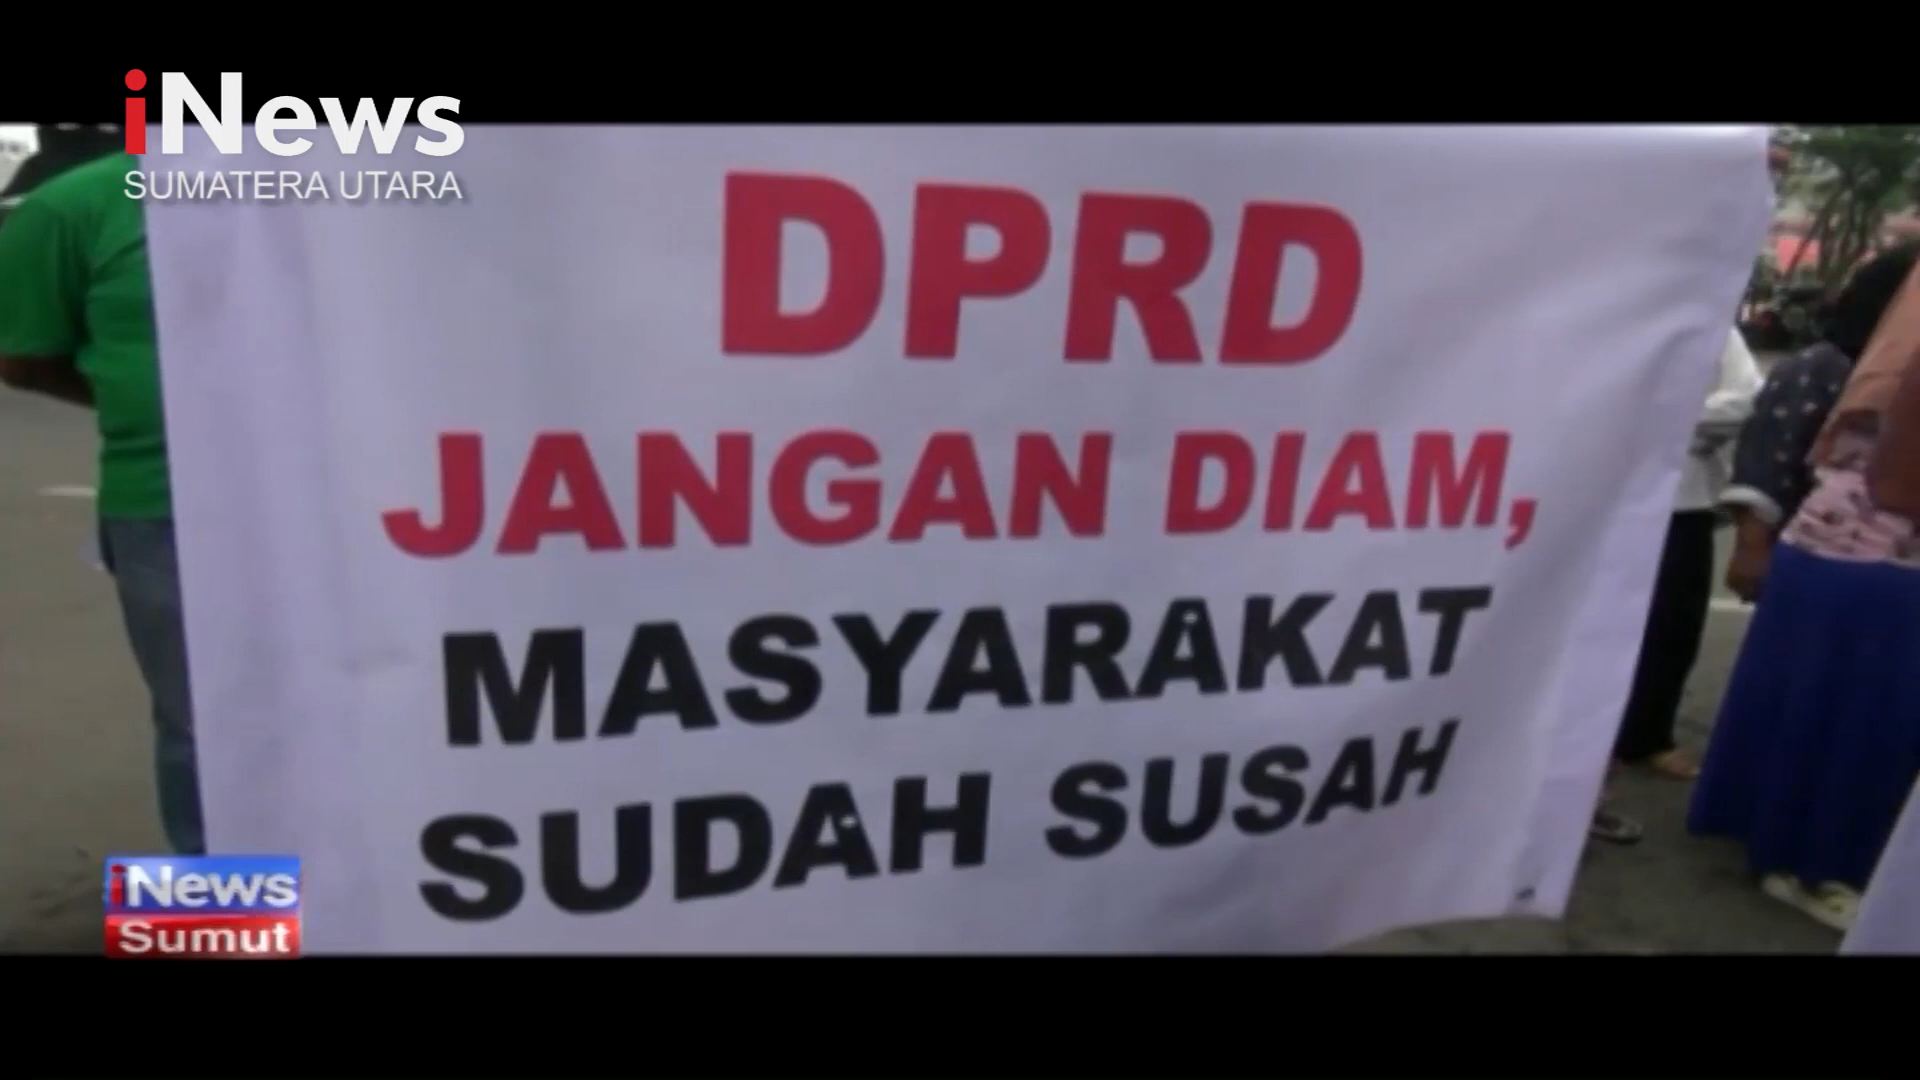 iNews
SUMATERA UTARA
DPRD
JANGAN DIAM,
MASYARAKAT
SUDAH SUSAH
iNews
Sumut